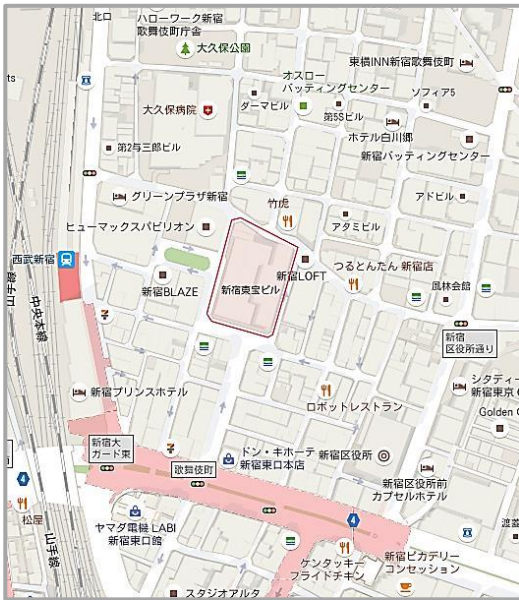 北口
ハローワーク新宿
歌舞伎町庁舎
大久保公園
東横INN新宿歌舞伎町
ts
オスロー
バッティングセンター
ソフィア5
大久保病院
ダーマビル
第5Sビル
ホテル白川郷
第2与三郎ビル
新宿バッティングセンター
グリーンプラザ新宿
竹虎
アドビル
ヒューマックスパビリオン
アタミビル
西武新宿
新宿LOFT
つるとんたん 新宿店
新宿BLAZE
新宿東宝ビル
風林会館
山手線
中央本線
新宿
区役所通り
新宿プリンスホテル
ロボットレストラン
シタディー
新宿東京
Golden
新宿大
ガード東
歌舞伎町
ドン・キホーテ
新宿東口本店
新宿区役所
新宿区役所前
カプセルホテル
4
松屋
ヤマダ電機 LABI
新宿東口館
4
山手線
ケンタッキー
フライドチキン
新宿ピカデリー
コンセッション
スタジオアルタ